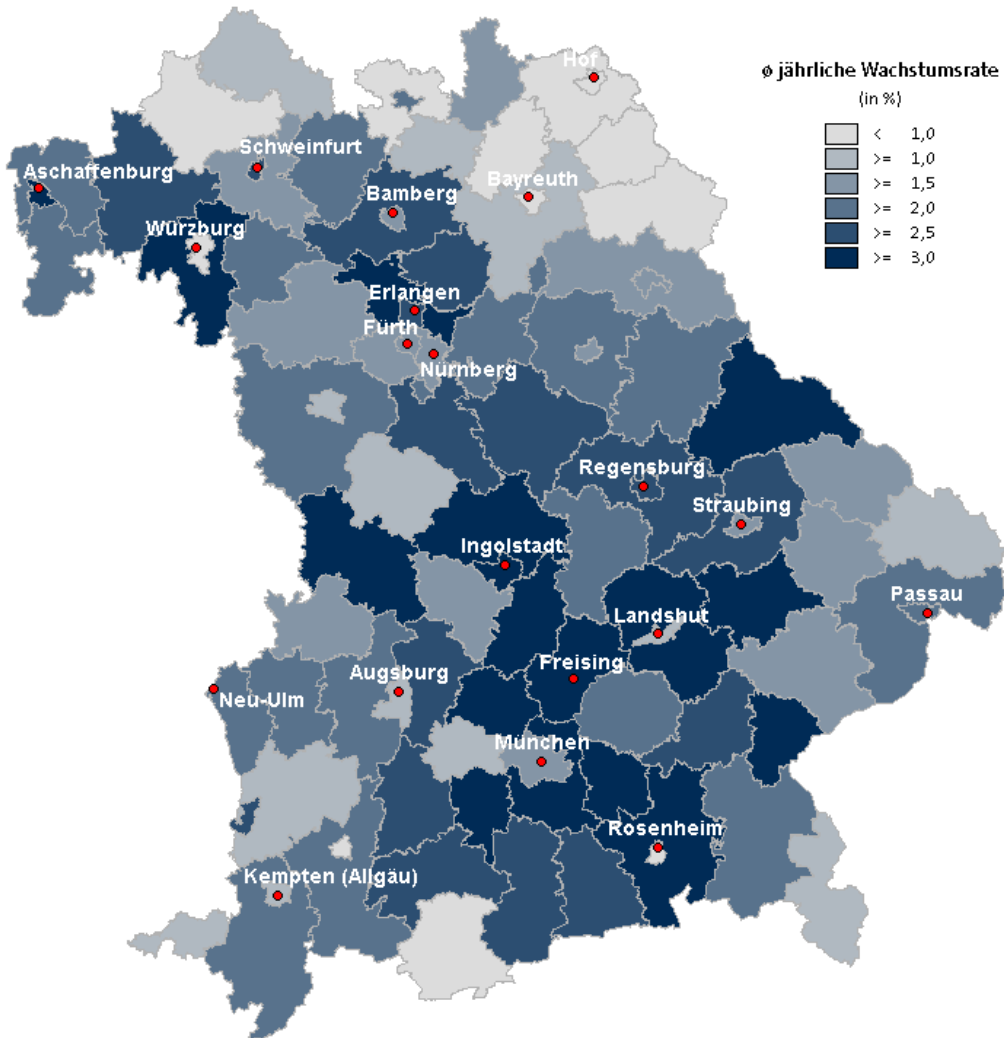 Hof
ø jährliche Wachstumsrate
(in %)
< 1,0
>= 1,0
>= 1,5
>= 2,0
>= 2,5
>= 3,0
Schweinfurt
Aschaffenburg
Bamberg
Bayreuth
Würzburg
Erlangen
Fürth
Nürnberg
Regensburg
Straubing
Ingolstadt
Passau
Landshut
Freising
Augsburg
Neu-Ulm
München
Rosenheim
Kempten (Allgäu)